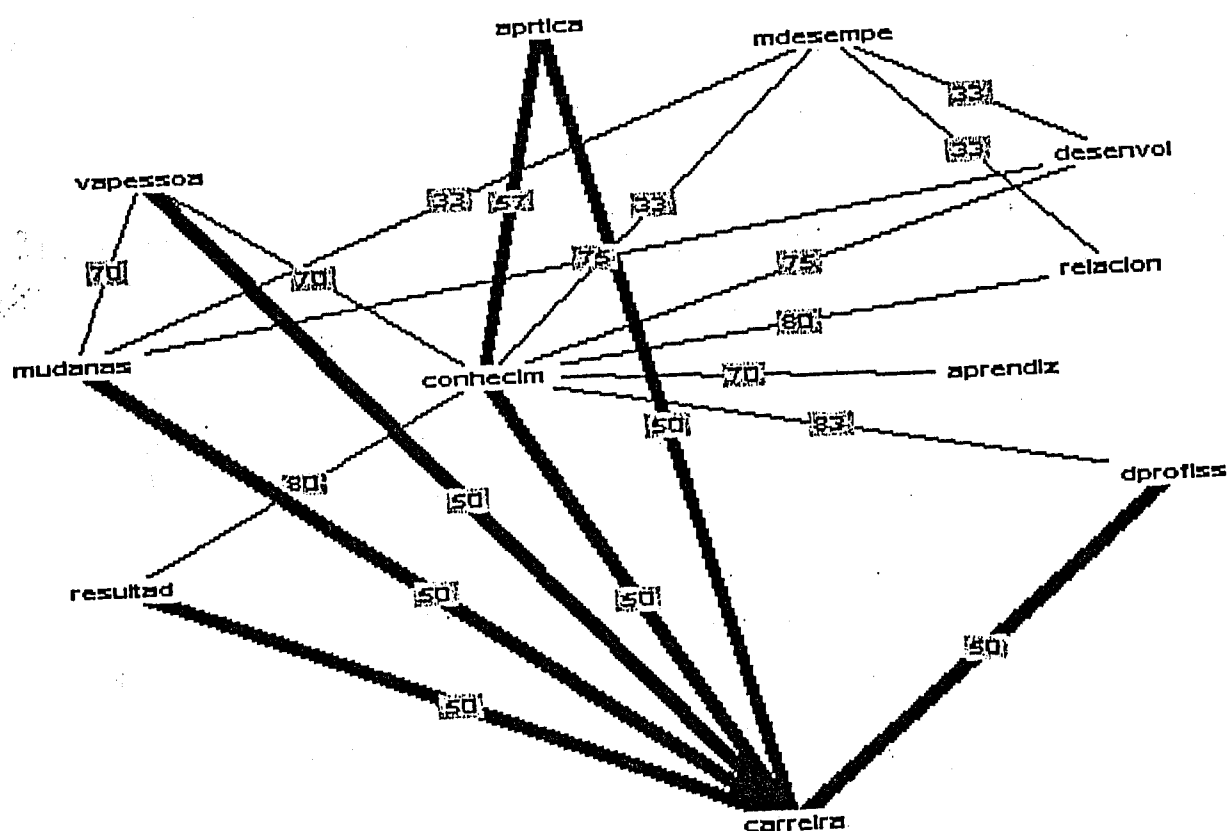 aprtica
mdesempe
33
desenvol
33
vapessoa
33
57
33
75
75
relacion
70
70
80
mudanas
conhecim
70
aprendiz
50
83
dprofiss
80
50
resultad
50
50
50
50
carreira